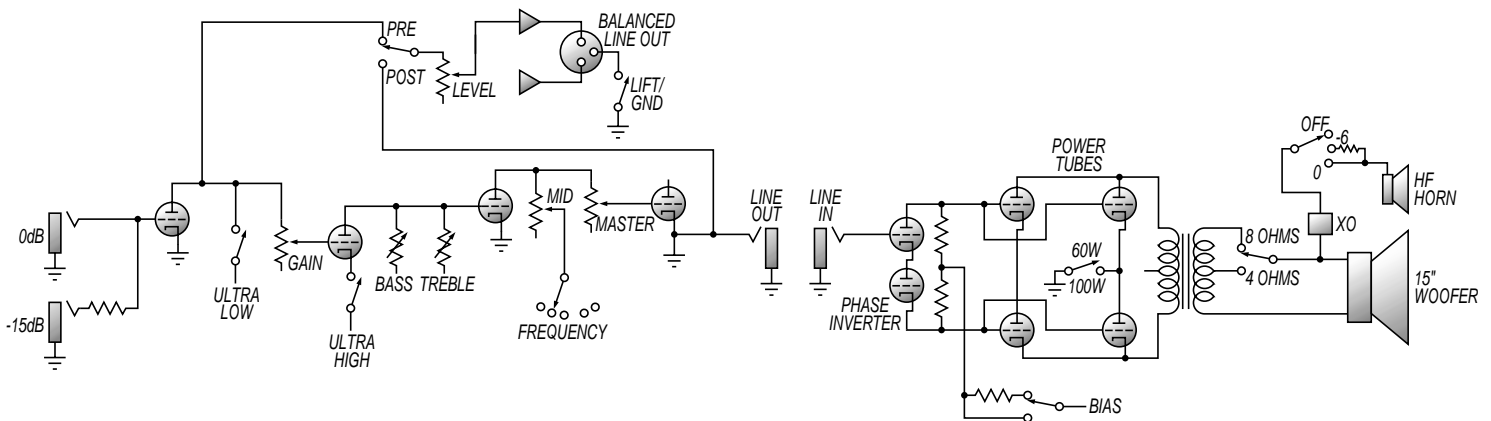 PRE
POST
LEVEL
BALANCED
LINE OUT
LIFT/
GND
0dB
-15dB
ULTRA
LOW
GAIN
ULTRA
HIGH
BASS
TREBLE
MID
FREQUENCY
MASTER
LINE
OUT
LINE
IN
PHASE
INVERTER
POWER
TUBES
60W
100W
BIAS
8 OHMS
4 OHMS
OFF
-6
0
XO
HF
HORN
15"
WOOFER